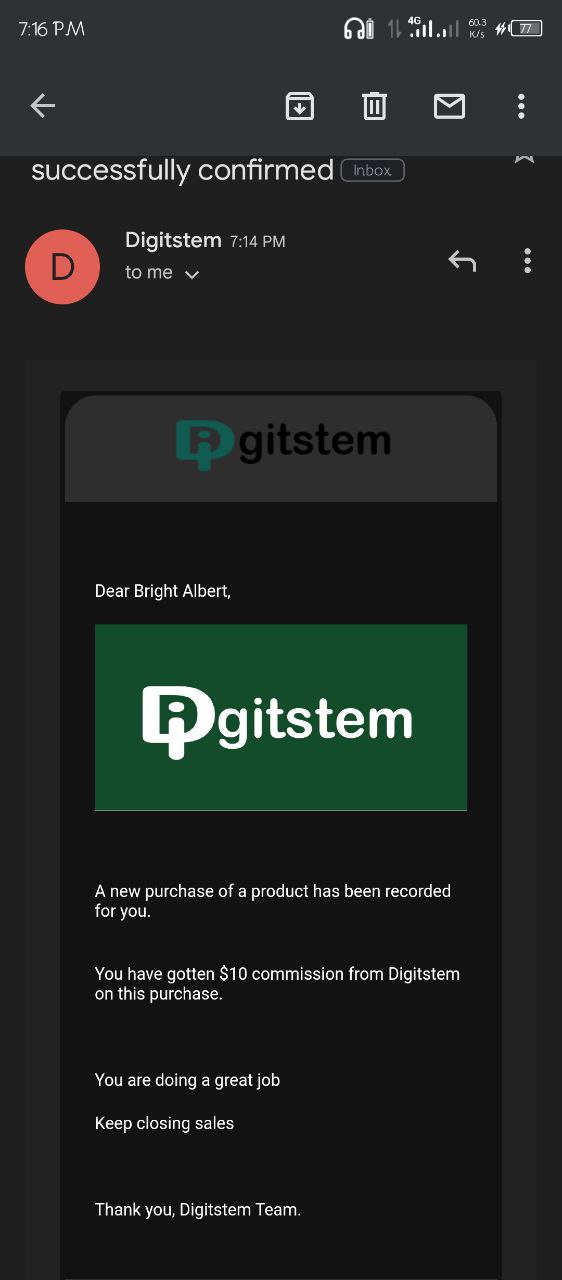 7:16 PM 4G 60.3 K/s 77
successfully confirmed Inbox
D Digitstem 7:14 PM
to me
Digitstem
Dear Bright Albert,
Digitstem
A new purchase of a product has been recorded
for you.
You have gotten $10 commission from Digitstem
on this purchase.
You are doing a great job
Keep closing sales
Thank you, Digitstem Team.